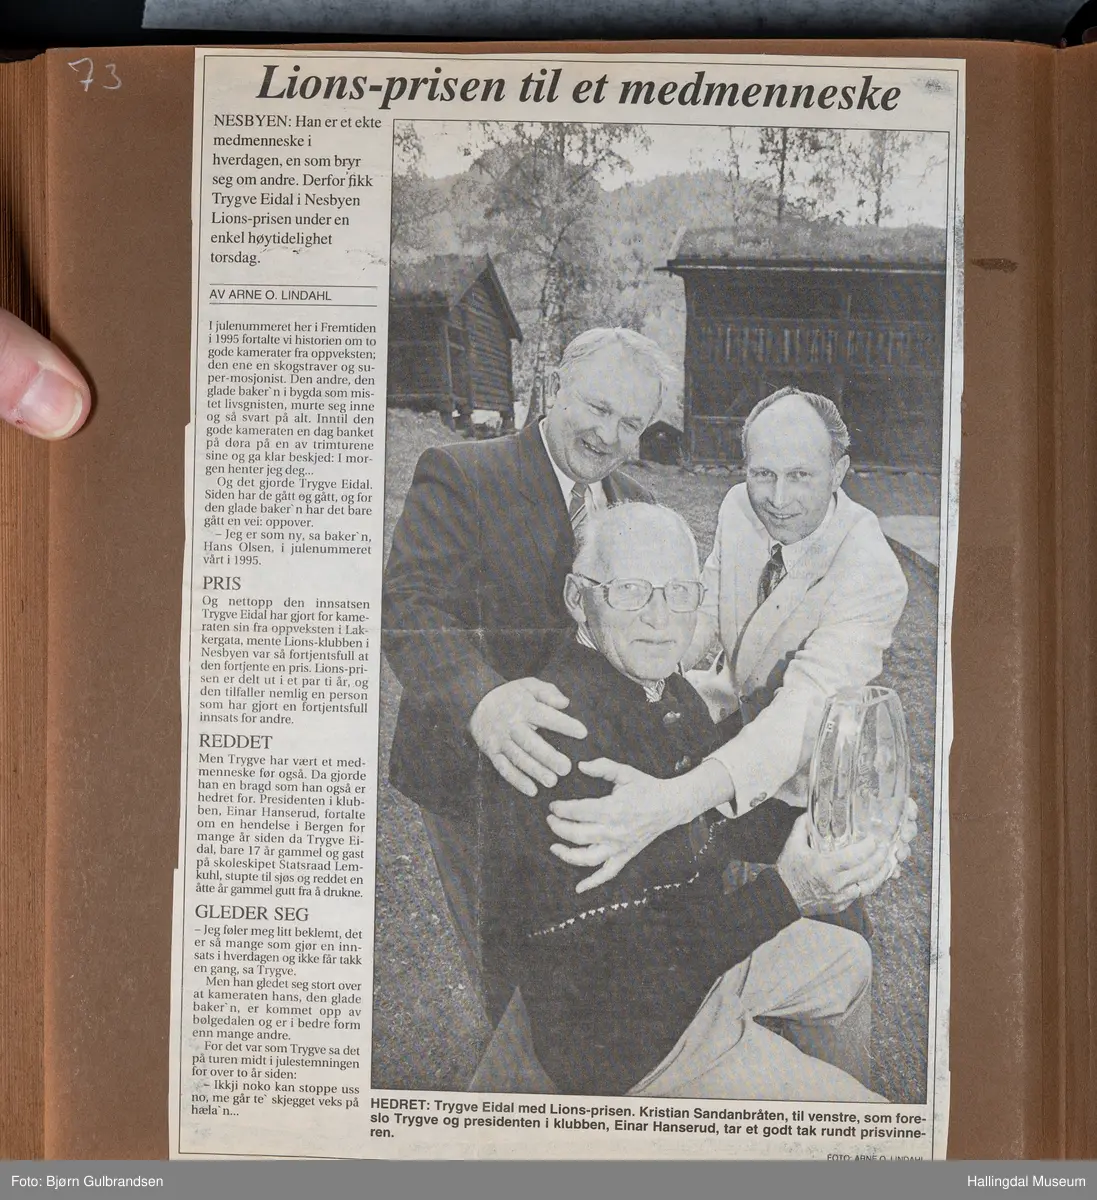 73
Lions-prisen til et medmenneske
NESBYEN: Han er et ekte
medmenneske i
hverdagen, en som bryr
seg om andre. Derfor fikk
Trygve Eidal i Nesbyen
Lions-prisen under en
enkel høytidelighet
torsdag.
AV ARNE O. LINDAHL
I julenummeret her i Fremtiden
i 1995 fortalte vi historien om to
gode kamerater fra oppveksten;
den ene en skogstraver og su-
per-mosjonist. Den andre, den
glade baker`n i bygda som mis-
tet livsgnisten, murte seg inne
og så svart på alt. Inntil den
gode kameraten en dag banket
på døra på en av trimturene
sine og ga klar beskjed: I mor-
gen henter jeg deg...
Og det gjorde Trygve Eidal.
Siden har de gått og gått, og for
den glade baker`n har det bare
gått en vei: oppover.
– Jeg er som ny, sa baker`n,
Hans Olsen, i julenummeret
vårt i 1995.
PRIS
Og nettopp den innsatsen
Trygve Eidal har gjort for kame-
raten sin fra oppveksten i Lak-
kergata, mente Lions-klubben i
Nesbyen var så fortjentsfull at
den fortjente en pris. Lions-pri-
sen er delt ut i et par ti år, og
den tilfaller nemlig en person
som har gjort en fortjentsfull
innsats for andre.
REDDET
Men Trygve har vært et med-
menneske før også. Da gjorde
han en bragd som han også er
hedret for. Presidenten i klub-
ben, Einar Hanserud, fortalte
om en hendelse i Bergen for
mange år siden da Trygve Ei-
dal, bare 17 år gammel og gast
på skoleskipet Statsraad Lem-
kuhl, stupte til sjøs og reddet en
åtte år gammel gutt fra å drukne.
GLEDER SEG
– Jeg føler meg litt beklemt, det
er så mange som gjør en inn-
sats i hverdagen og ikke får takk
en gang, sa Trygve.
Men han gledet seg stort over
at kameraten hans, den glade
baker`n, er kommet opp av
bølgedalen og er i bedre form
enn mange andre.
For det var som Trygve sa det
på turen midt i julestemningen
for over to år siden:
– Ikkji noko kan stoppe uss
no, me går te` skjegget veks på
hæla`n...
HEDRET: Trygve Eidal med Lions-prisen. Kristian Sandanbråten, til venstre, som fore-
slo Trygve og presidenten i klubben, Einar Hanserud, tar et godt tak rundt prisvinne-
ren.
FOTO: ARNE O. LINDAHL
Foto: Bjørn Gulbrandsen
Hallingdal Museum